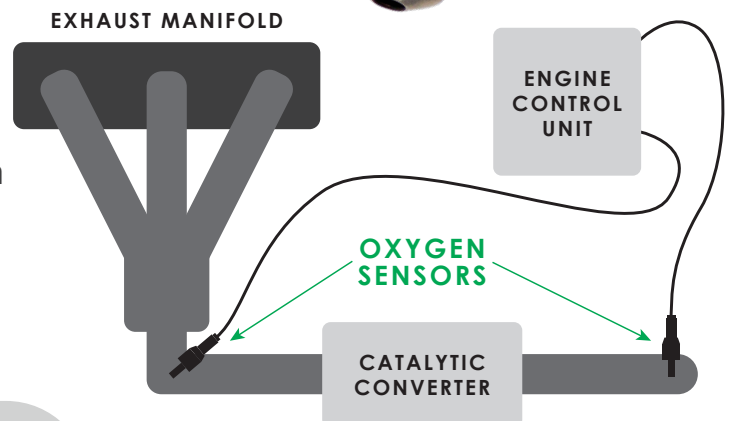 EXHAUST MANIFOLD
ENGINE
CONTROL
UNIT
OXYGEN
SENSORS
CATALYTIC
CONVERTER